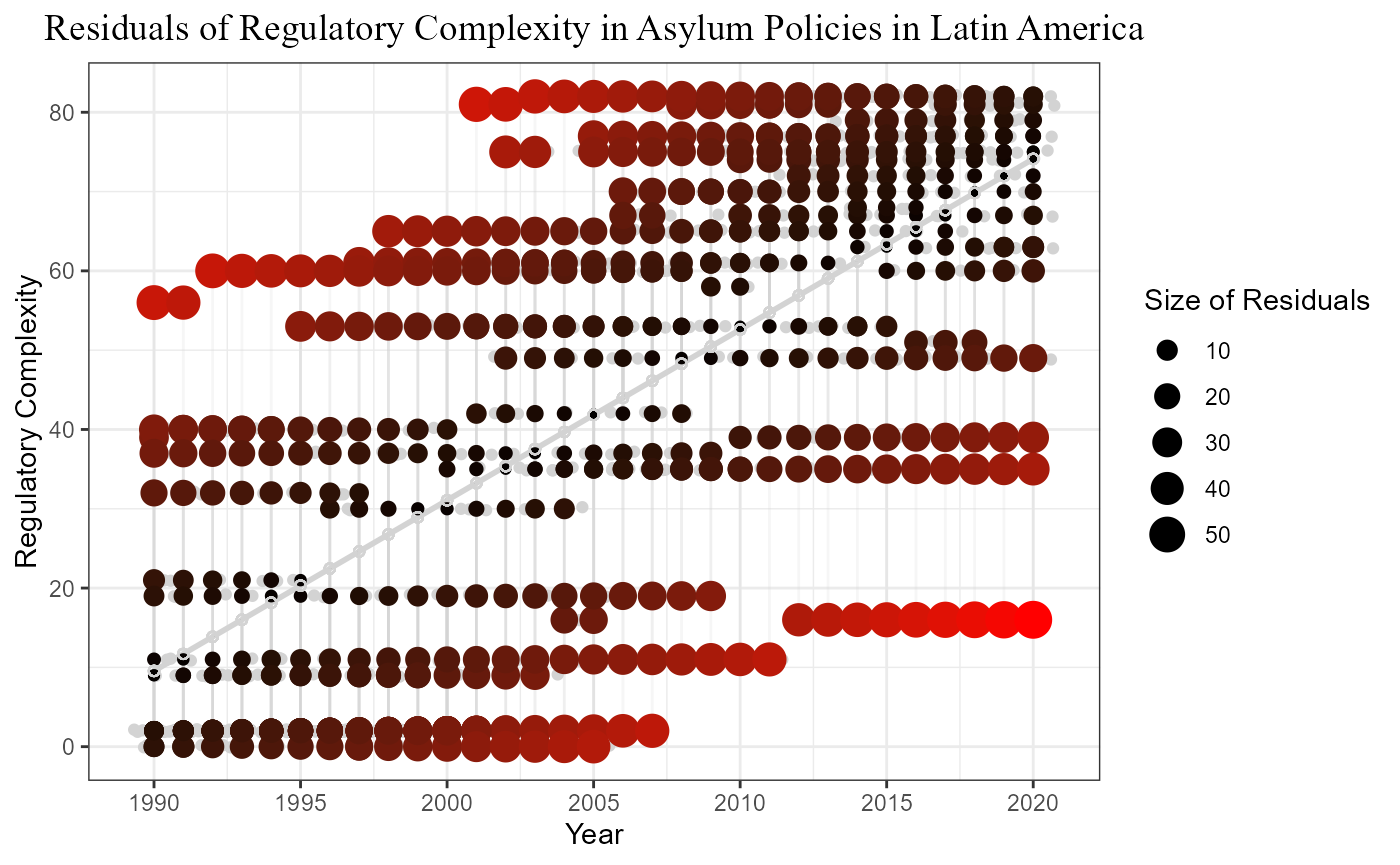 Residuals of Regulatory Complexity in Asylum Policies in Latin America
Regulatory Complexity
80
60
40
20
0
1990 1995 2000 2005 2010 2015 2020
Year
Size of Residuals
10
20
30
40
50